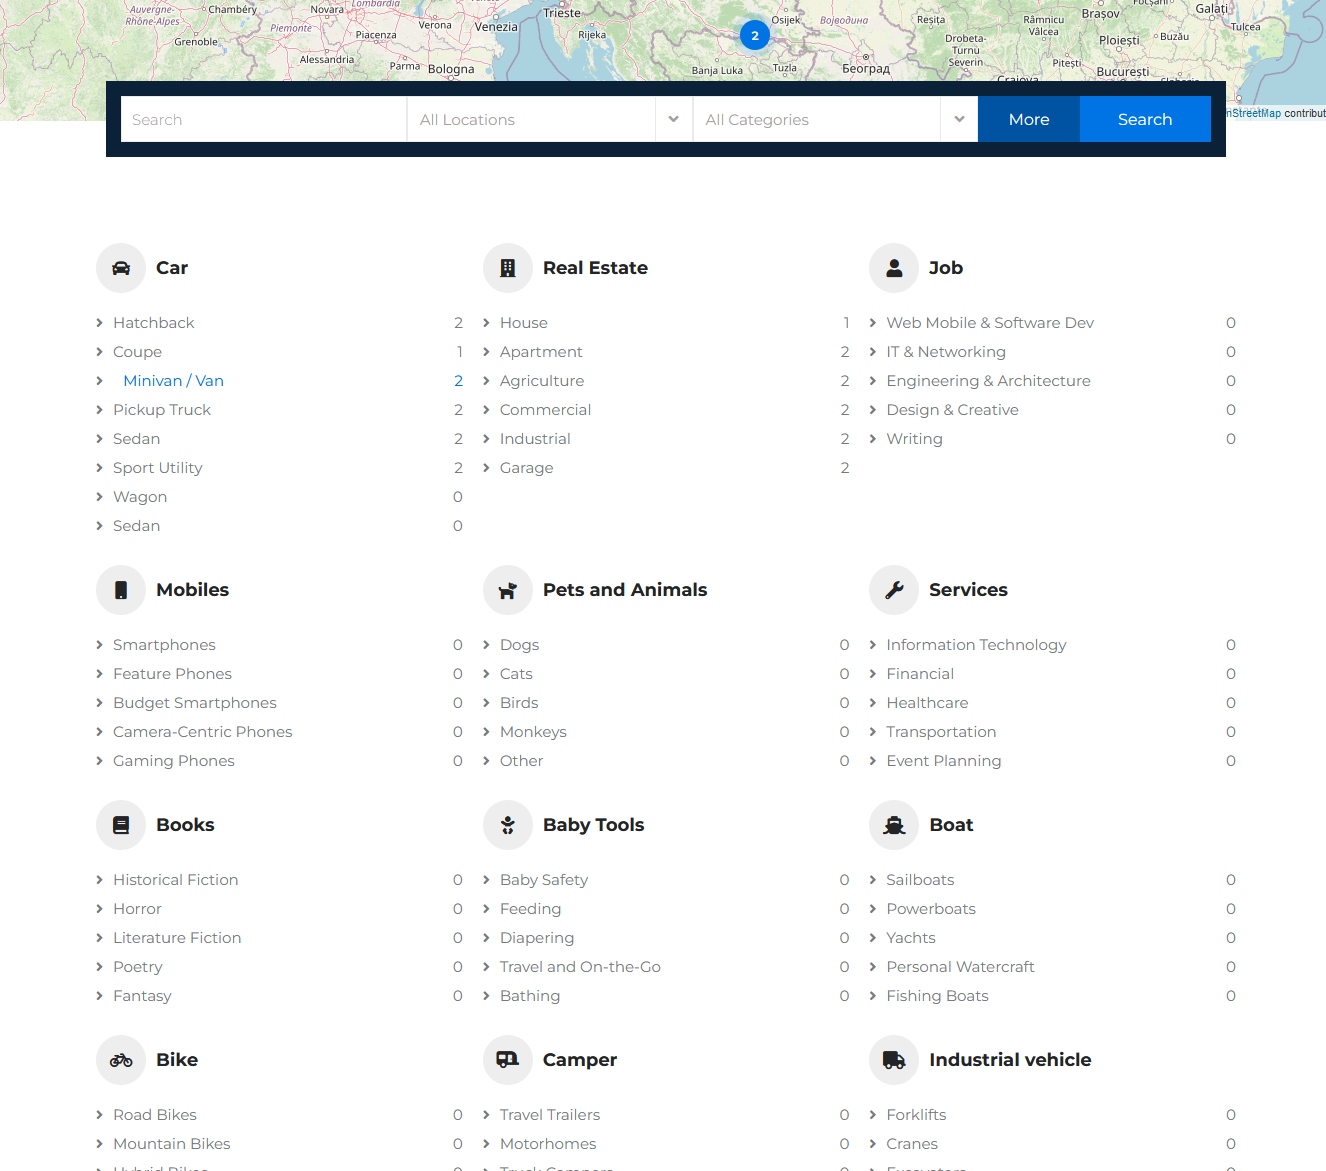 Auvergne-
Rhône-Alpes
Chambéry
Grenoble
Novara
Lombardia
Piemonte
Piacenza
Alessandria
Parma
Verona
Venezia
Bologna
Trieste
Rijeka
2
Osijek
Војводина
Banja Luka
Tuzla
Београд
Reșița
Drobeta-
Turnu
Severin
Craiova
Râmnicu
Vâlcea
Pitești
Brașov
Ploiești
București
Focșani
Buzău
Galați
Tulcea
Slobozia
nStreetMap contribut
Search
All Locations
All Categories
More
Search
Car
Hatchback 2
Coupe 1
Minivan / Van 2
Pickup Truck 2
Sedan 2
Sport Utility 2
Wagon 0
Sedan 0
Real Estate
House 1
Apartment 2
Agriculture 2
Commercial 2
Industrial 2
Garage 2
Job
Web Mobile & Software Dev 0
IT & Networking 0
Engineering & Architecture 0
Design & Creative 0
Writing 0
Mobiles
Smartphones 0
Feature Phones 0
Budget Smartphones 0
Camera-Centric Phones 0
Gaming Phones 0
Pets and Animals
Dogs 0
Cats 0
Birds 0
Monkeys 0
Other 0
Services
Information Technology 0
Financial 0
Healthcare 0
Transportation 0
Event Planning 0
Books
Historical Fiction 0
Horror 0
Literature Fiction 0
Poetry 0
Fantasy 0
Baby Tools
Baby Safety 0
Feeding 0
Diapering 0
Travel and On-the-Go 0
Bathing 0
Boat
Sailboats 0
Powerboats 0
Yachts 0
Personal Watercraft 0
Fishing Boats 0
Bike
Road Bikes 0
Mountain Bikes 0
Hybrid Bikes 0
Camper
Travel Trailers 0
Motorhomes 0
Truck Campers 0
Industrial vehicle
Forklifts 0
Cranes 0
Excavators 0